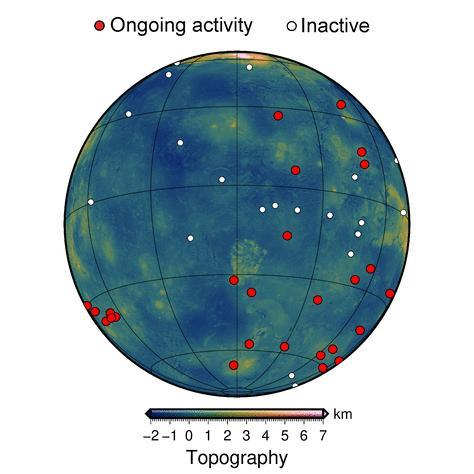 Ongoing activity Inactive
km
−2 −1 0 1 2 3 4 5 6 7
Topography